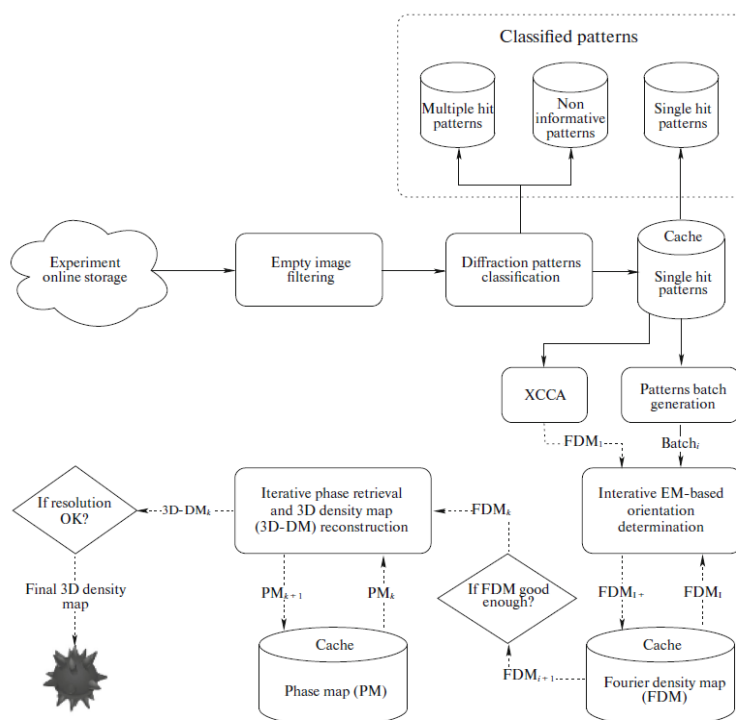 Classified patterns
Multiple hit
patterns
Non
informative
patterns
Single hit
patterns
Experiment
online storage
Empty image
filtering
Diffraction patterns
classification
Cache
Single hit
patterns
XCCA
Patterns batch
generation
FDM₁
Batchᵢ
If resolution
OK?
3D-DMₖ
Iterative phase retrieval
and 3D density map
(3D-DM) reconstruction
FDMₖ
Interative EM-based
orientation
determination
Final 3D density
map
PMₖ₊₁
PMₖ
If FDM good
enough?
FDM₁₊
FDM₁
Cache
Phase map (PM)
FDMᵢ₊₁
Cache
Fourier density map
(FDM)